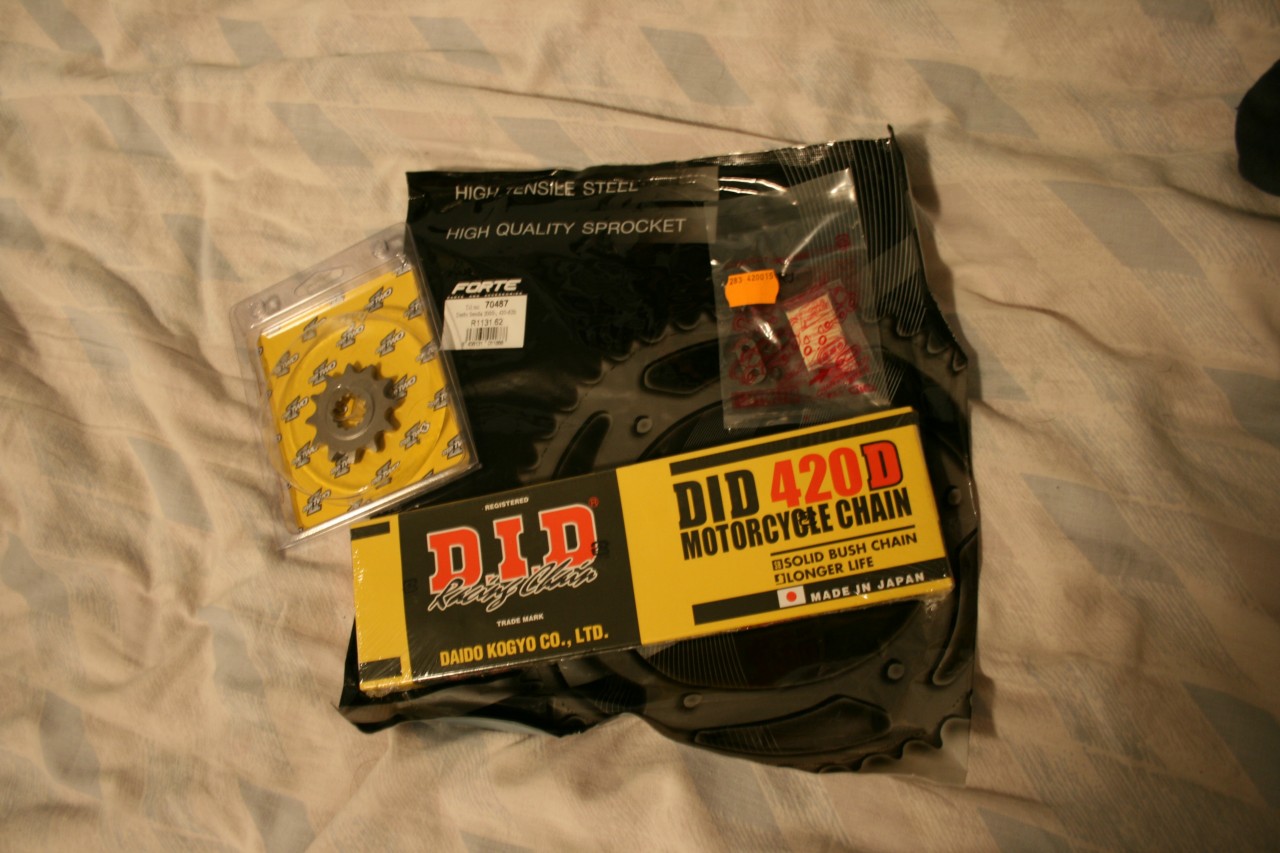 HIGH TENSILE STEEL
HIGH QUALITY SPROCKET
FORTE
70487
R1131.62
REGISTERED
D.I.D®
Racing Chain
TRADE MARK
DAIDO KOGYO CO., LTD.
DID 420D
MOTORCYCLE CHAIN
SOLID BUSH CHAIN
LONGER LIFE
MADE IN JAPAN